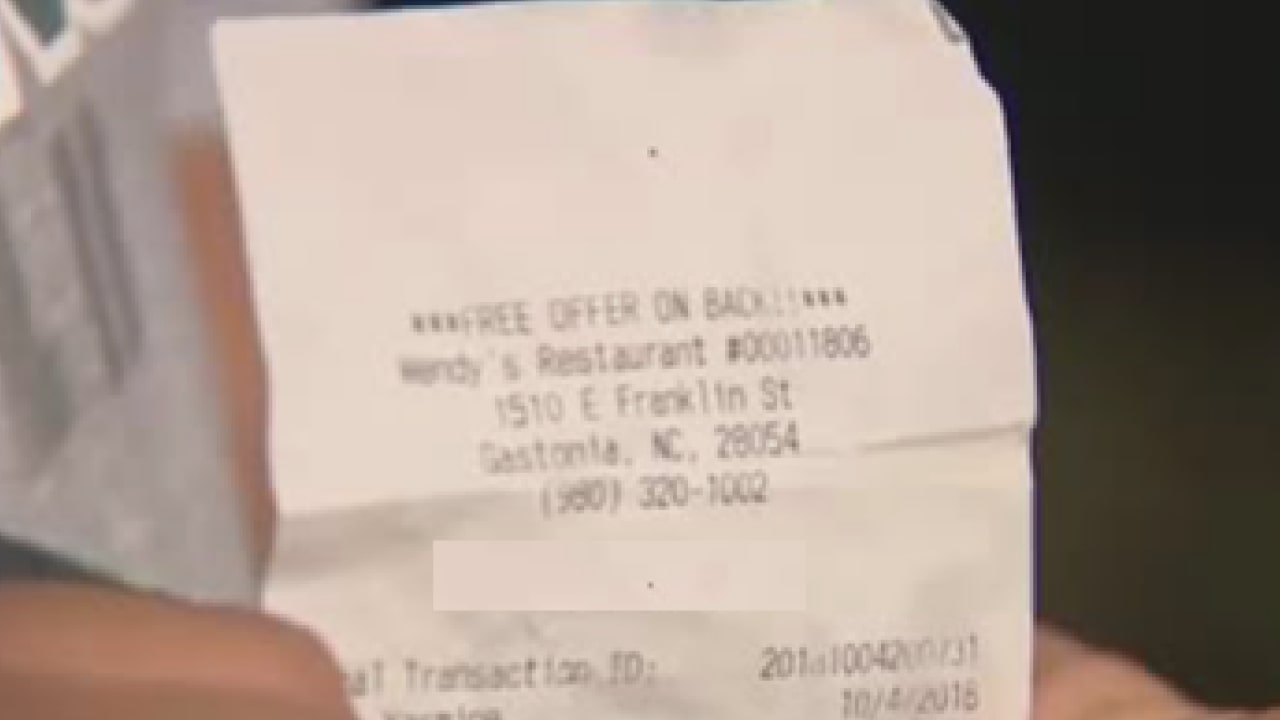 ***FREE OFFER ON BACK!!***
Wendy's Restaurant #00011806
1510 E Franklin St
Gastonia, NC, 28054
(980) 320-1002
Transaction ID:
10/4/2016